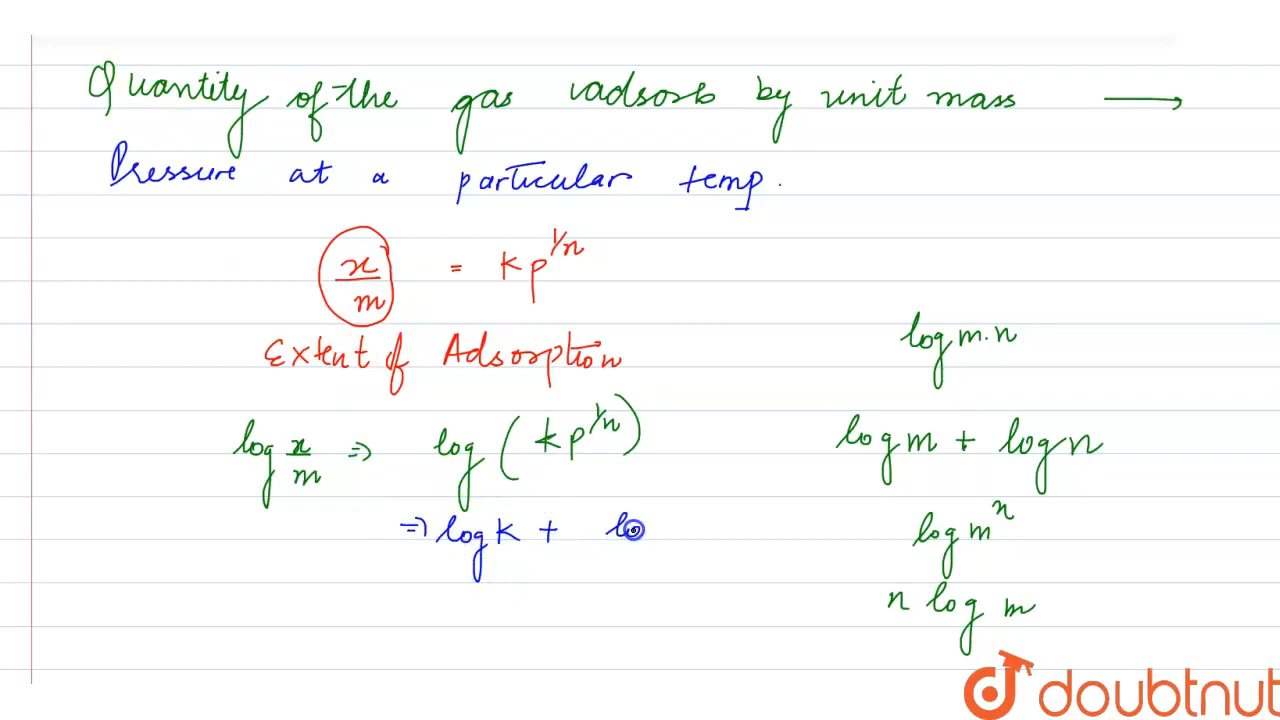 Quantity of the gas adsorb by unit mass ⟶
Pressure at a particular temp.
x/m = kp^1/n
Extent of Adsorption
log m.n
log x/m ⇒ log (kp^1/n)
log m + log n
⇒ log K + lo
log m^n
n log m
doubtnut